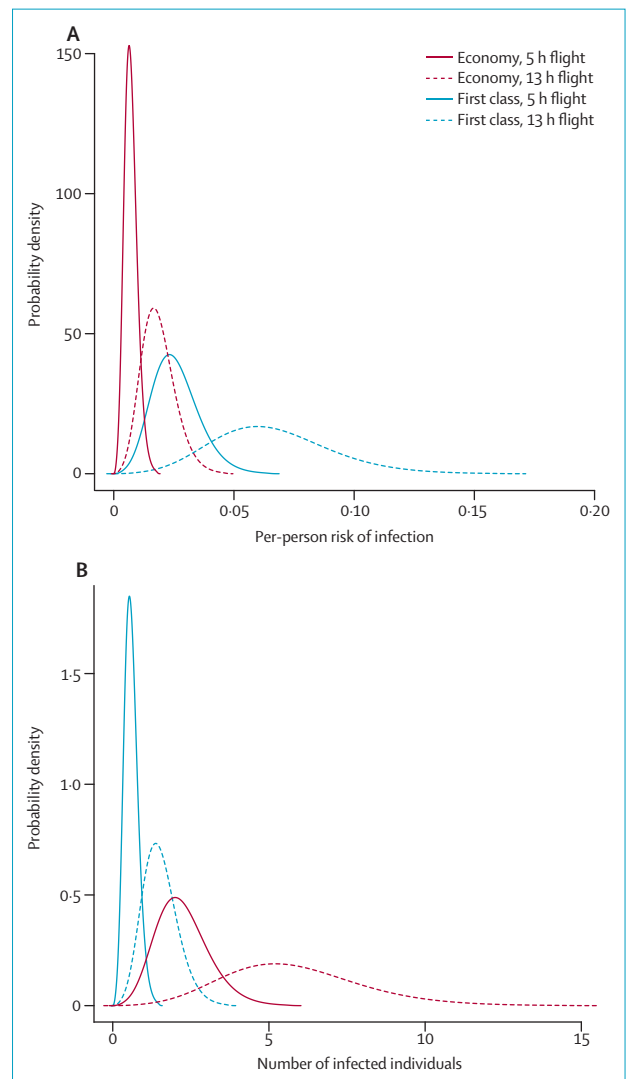 A
150
100
50
0
Probability density
Economy, 5 h flight
Economy, 13 h flight
First class, 5 h flight
First class, 13 h flight
0
0·05
0·10
0·15
0·20
Per-person risk of infection
B
1·5
1·0
0·5
0
Probability density
0
5
10
15
Number of infected individuals